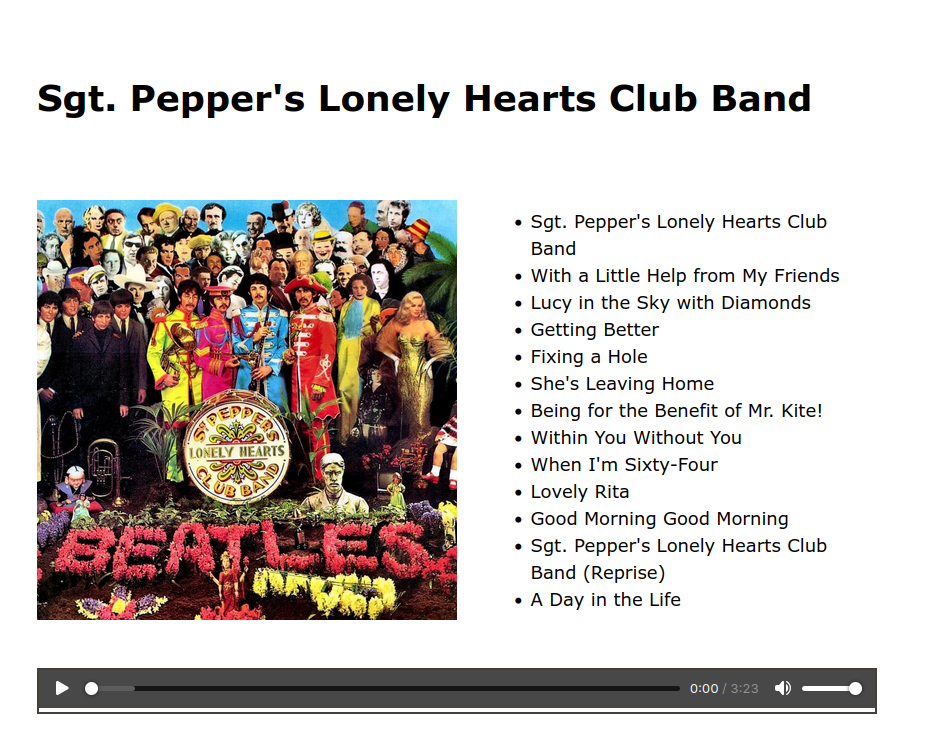 Sgt. Pepper's Lonely Hearts Club Band
SGT. PEPPERS
LONELY HEARTS
CLUB BAND
BEATLES
Sgt. Pepper's Lonely Hearts Club
Band
With a Little Help from My Friends
Lucy in the Sky with Diamonds
Getting Better
Fixing a Hole
She's Leaving Home
Being for the Benefit of Mr. Kite!
Within You Without You
When I'm Sixty-Four
Lovely Rita
Good Morning Good Morning
Sgt. Pepper's Lonely Hearts Club
Band (Reprise)
A Day in the Life
0:00 / 3:23